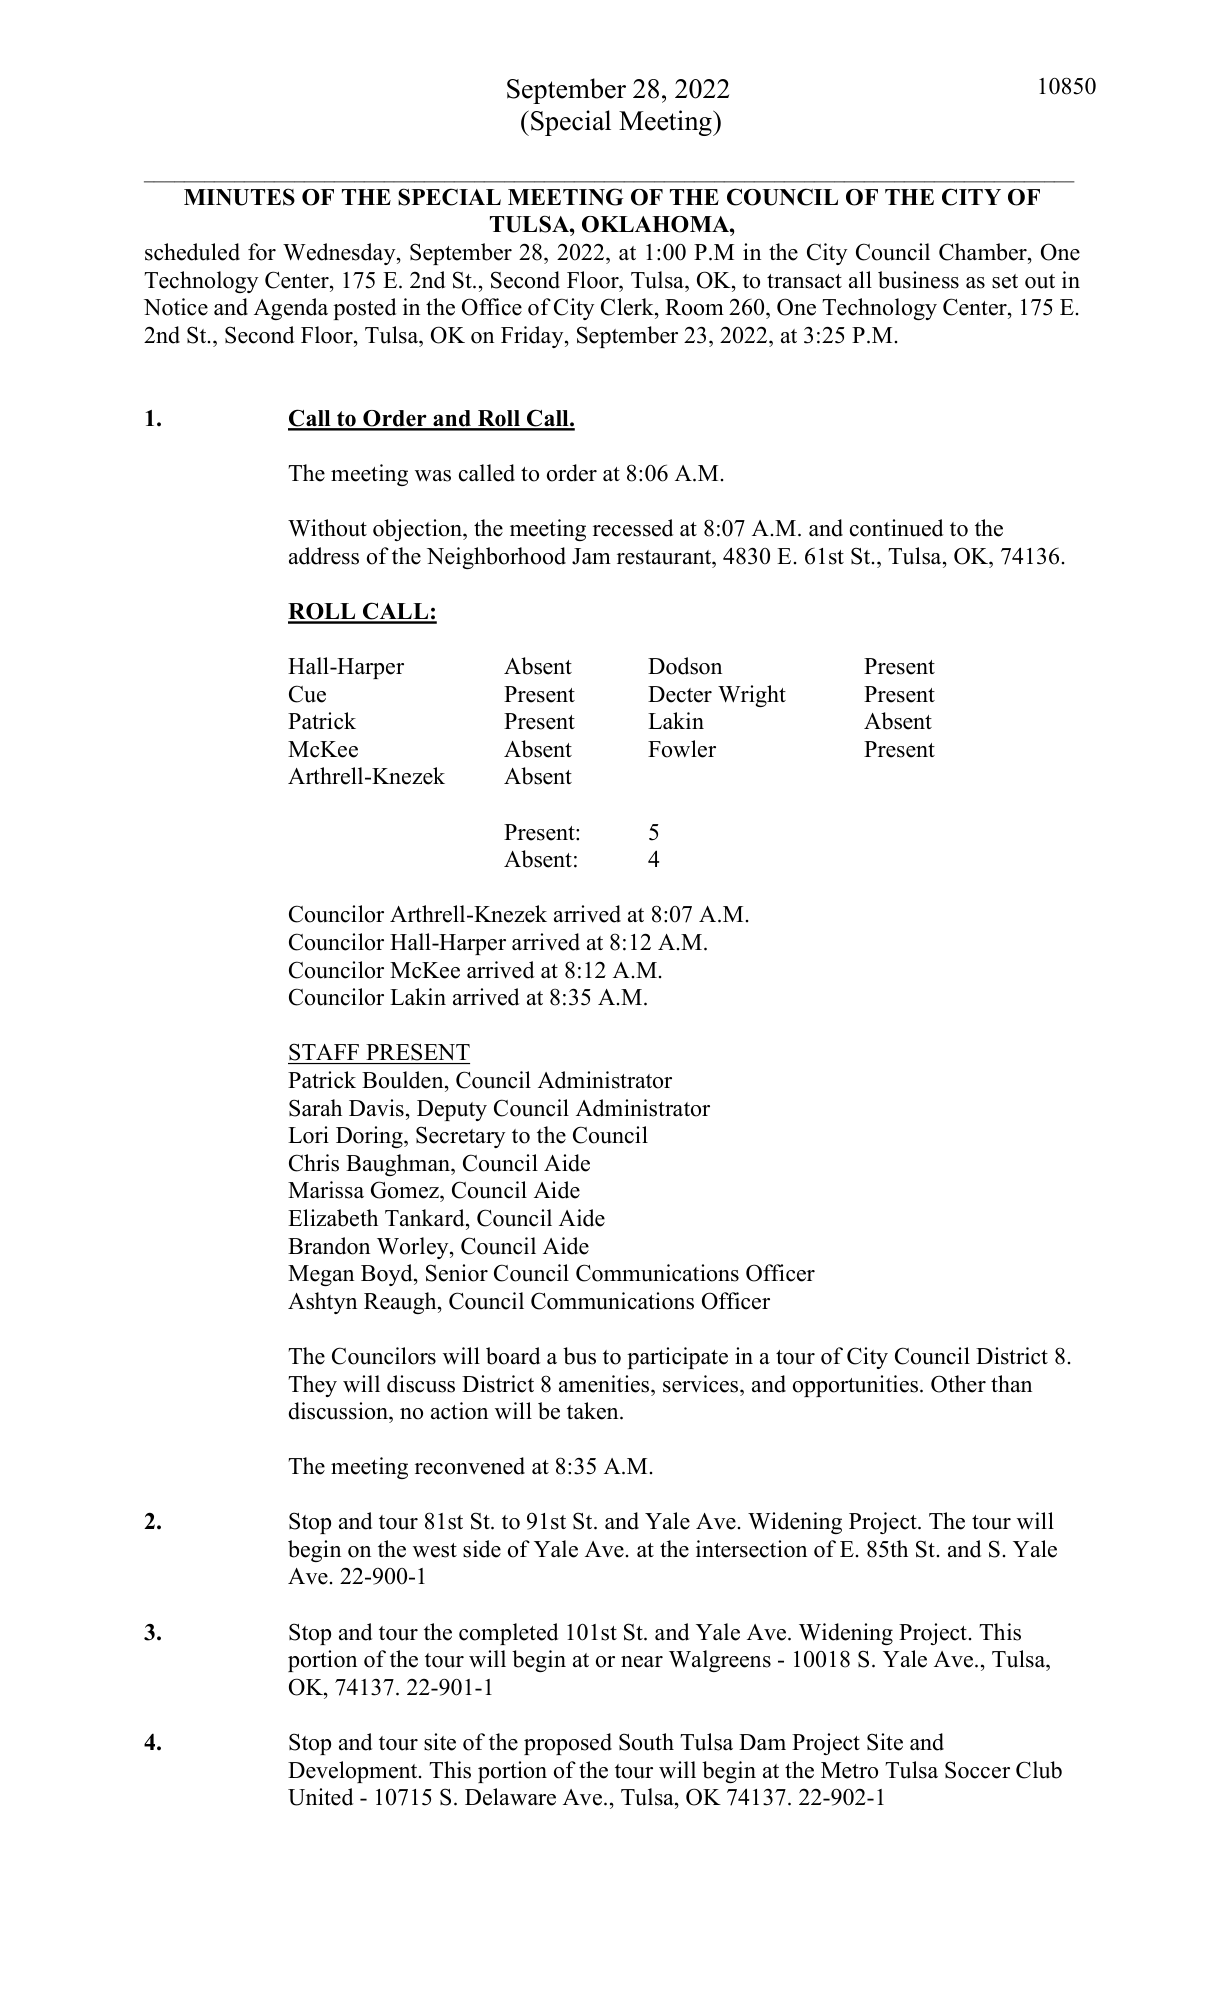 September 28, 2022 10850
(Special Meeting)
MINUTES OF THE SPECIAL MEETING OF THE COUNCIL OF THE CITY OF
TULSA, OKLAHOMA,
scheduled for Wednesday, September 28, 2022, at 1:00 P.M in the City Council Chamber, One
Technology Center, 175 E. 2nd St., Second Floor, Tulsa, OK, to transact all business as set out in
Notice and Agenda posted in the Office of City Clerk, Room 260, One Technology Center, 175 E.
2nd St., Second Floor, Tulsa, OK on Friday, September 23, 2022, at 3:25 P.M.
1. Call to Order and Roll Call.
The meeting was called to order at 8:06 A.M.
Without objection, the meeting recessed at 8:07 A.M. and continued to the
address of the Neighborhood Jam restaurant, 4830 E. 61st St., Tulsa, OK, 74136.
ROLL CALL:
Hall-Harper Absent Dodson Present
Cue Present Decter Wright Present
Patrick Present Lakin Absent
McKee Absent Fowler Present
Arthrell-Knezek Absent
Present: 5
Absent: 4
Councilor Arthrell-Knezek arrived at 8:07 A.M.
Councilor Hall-Harper arrived at 8:12 A.M.
Councilor McKee arrived at 8:12 A.M.
Councilor Lakin arrived at 8:35 A.M.
STAFF PRESENT
Patrick Boulden, Council Administrator
Sarah Davis, Deputy Council Administrator
Lori Doring, Secretary to the Council
Chris Baughman, Council Aide
Marissa Gomez, Council Aide
Elizabeth Tankard, Council Aide
Brandon Worley, Council Aide
Megan Boyd, Senior Council Communications Officer
Ashtyn Reaugh, Council Communications Officer
The Councilors will board a bus to participate in a tour of City Council District 8.
They will discuss District 8 amenities, services, and opportunities. Other than
discussion, no action will be taken.
The meeting reconvened at 8:35 A.M.
2. Stop and tour 81st St. to 91st St. and Yale Ave. Widening Project. The tour will
begin on the west side of Yale Ave. at the intersection of E. 85th St. and S. Yale
Ave. 22-900-1
3. Stop and tour the completed 101st St. and Yale Ave. Widening Project. This
portion of the tour will begin at or near Walgreens - 10018 S. Yale Ave., Tulsa,
OK, 74137. 22-901-1
4. Stop and tour site of the proposed South Tulsa Dam Project Site and
Development. This portion of the tour will begin at the Metro Tulsa Soccer Club
United - 10715 S. Delaware Ave., Tulsa, OK 74137. 22-902-1